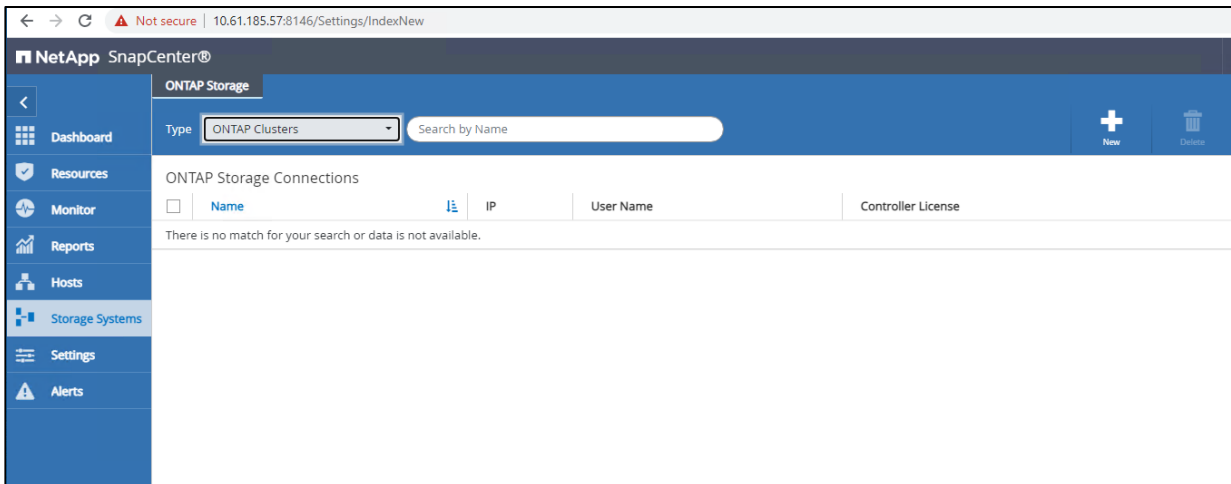 Not secure | 10.61.185.57:8146/Settings/IndexNew
NetApp SnapCenter®
ONTAP Storage
Type ONTAP Clusters Search by Name
New Delete
Dashboard
Resources
Monitor
Reports
Hosts
Storage Systems
Settings
Alerts
ONTAP Storage Connections
Name IP User Name Controller License
There is no match for your search or data is not available.